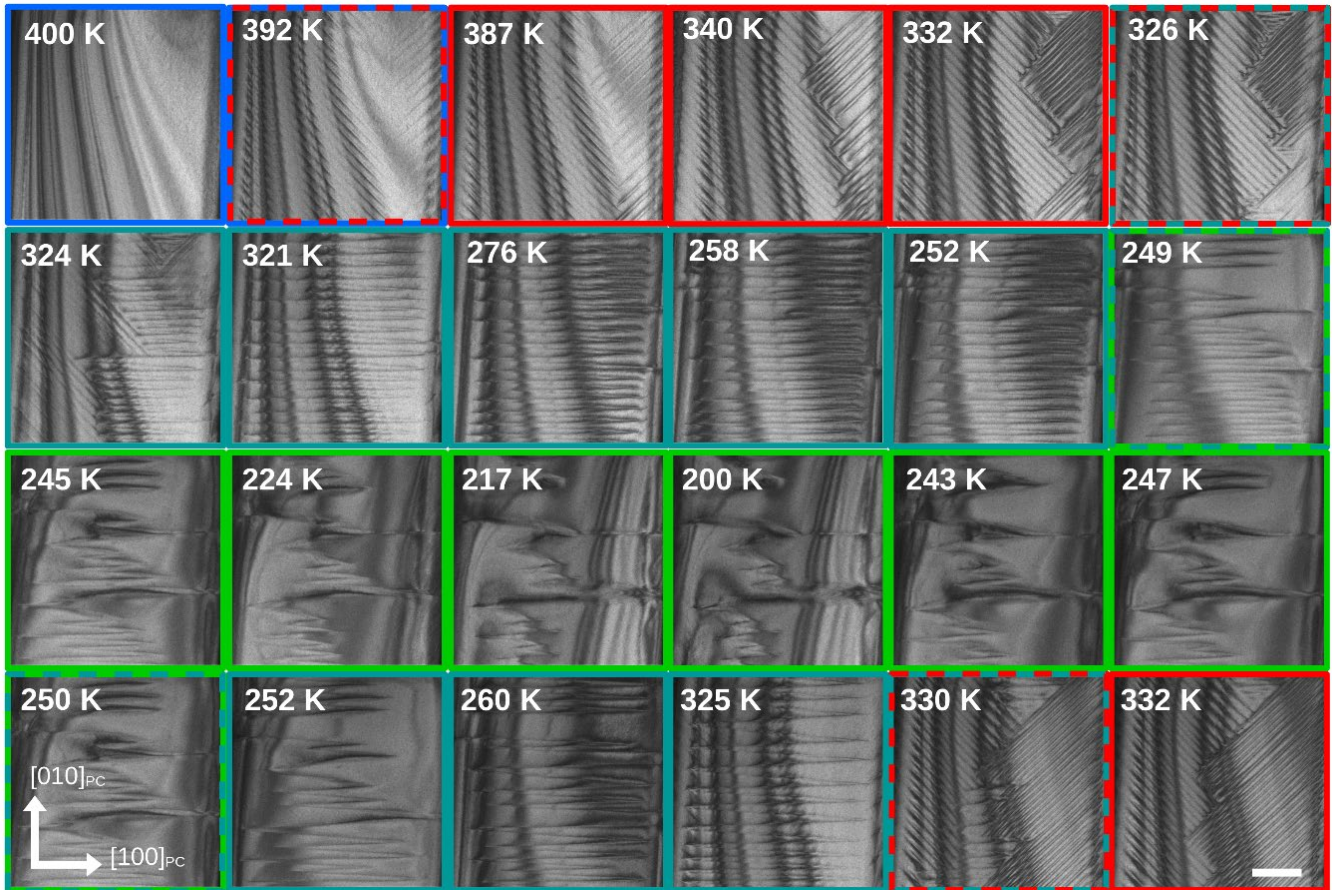 400 K
392 K
387 K
340 K
332 K
326 K
324 K
321 K
276 K
258 K
252 K
249 K
245 K
224 K
217 K
200 K
243 K
247 K
250 K
252 K
260 K
325 K
330 K
332 K
[010]PC
[100]PC